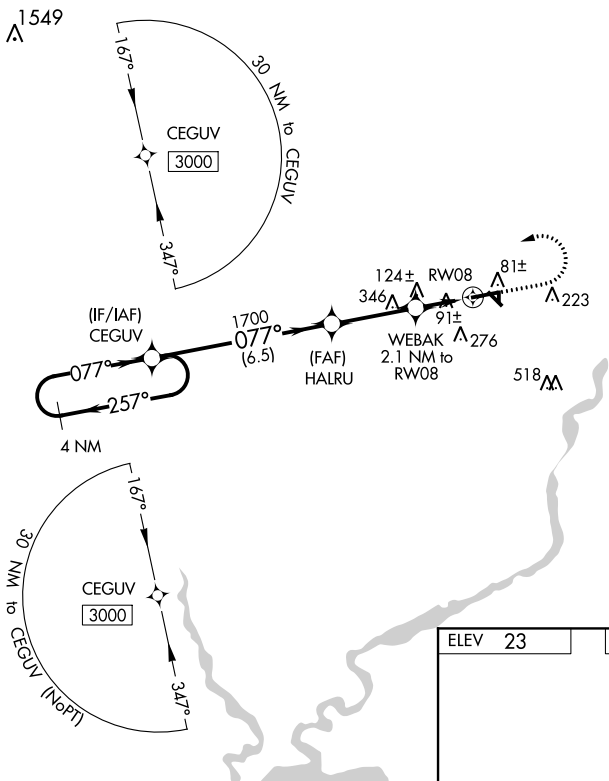 1549
167°
30 NM to CEGUV
CEGUV
3000
347°
124±
RW08
81±
346
91±
223
(IF/IAF)
CEGUV
1700
077°
(6.5)
(FAF)
HALRU
WEBAK
2.1 NM to
RW08
276
518
077°
257°
4 NM
167°
30 NM to CEGUV (NoPT)
CEGUV
3000
347°
ELEV 23